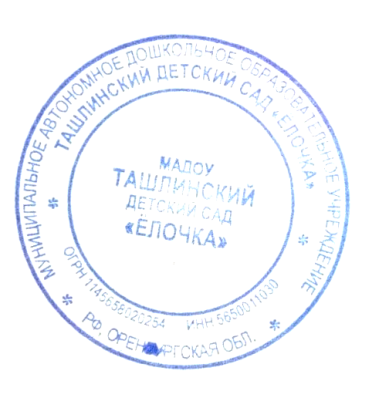 МУНИЦИПАЛЬНОЕ АВТОНОМНОЕ ДОШКОЛЬНОЕ ОБРАЗОВАТЕЛЬНОЕ УЧРЕЖДЕНИЕ
ТАШЛИНСКИЙ ДЕТСКИЙ САД «ЕЛОЧКА»
МАДОУ
ТАШЛИНСКИЙ
ДЕТСКИЙ САД
«ЁЛОЧКА»
ОГРН 1145658020254 ИНН 5650011030
* РФ, ОРЕНБУРГСКАЯ ОБЛ. *